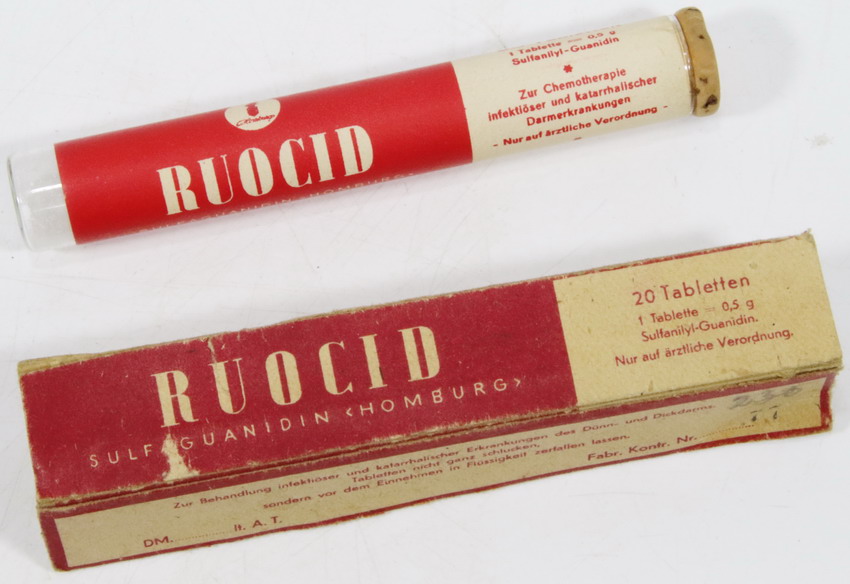 1 Tablette = 0,5 g
Sulfanilyl-Guanidin
*
Zur Chemotherapie
infektiöser und katarrhalischer
Darmerkrankungen
- Nur auf ärztliche Verordnung -
RUOCID
20 Tabletten
1 Tablette = 0,5 g
Sulfanilyl-Guanidin.
Nur auf ärztliche Verordnung.
RUOCID
SULFAGUANIDIN <HOMBURG>
Zur Behandlung infektiöser und katarrhalischer Erkrankungen des Dünn- und Dickdarms.
Tabletten nicht ganz schlucken,
sondern vor dem Einnehmen in Flüssigkeit zerfallen lassen.
DM. lt. A. T.
Fabr. Kontr. Nr.